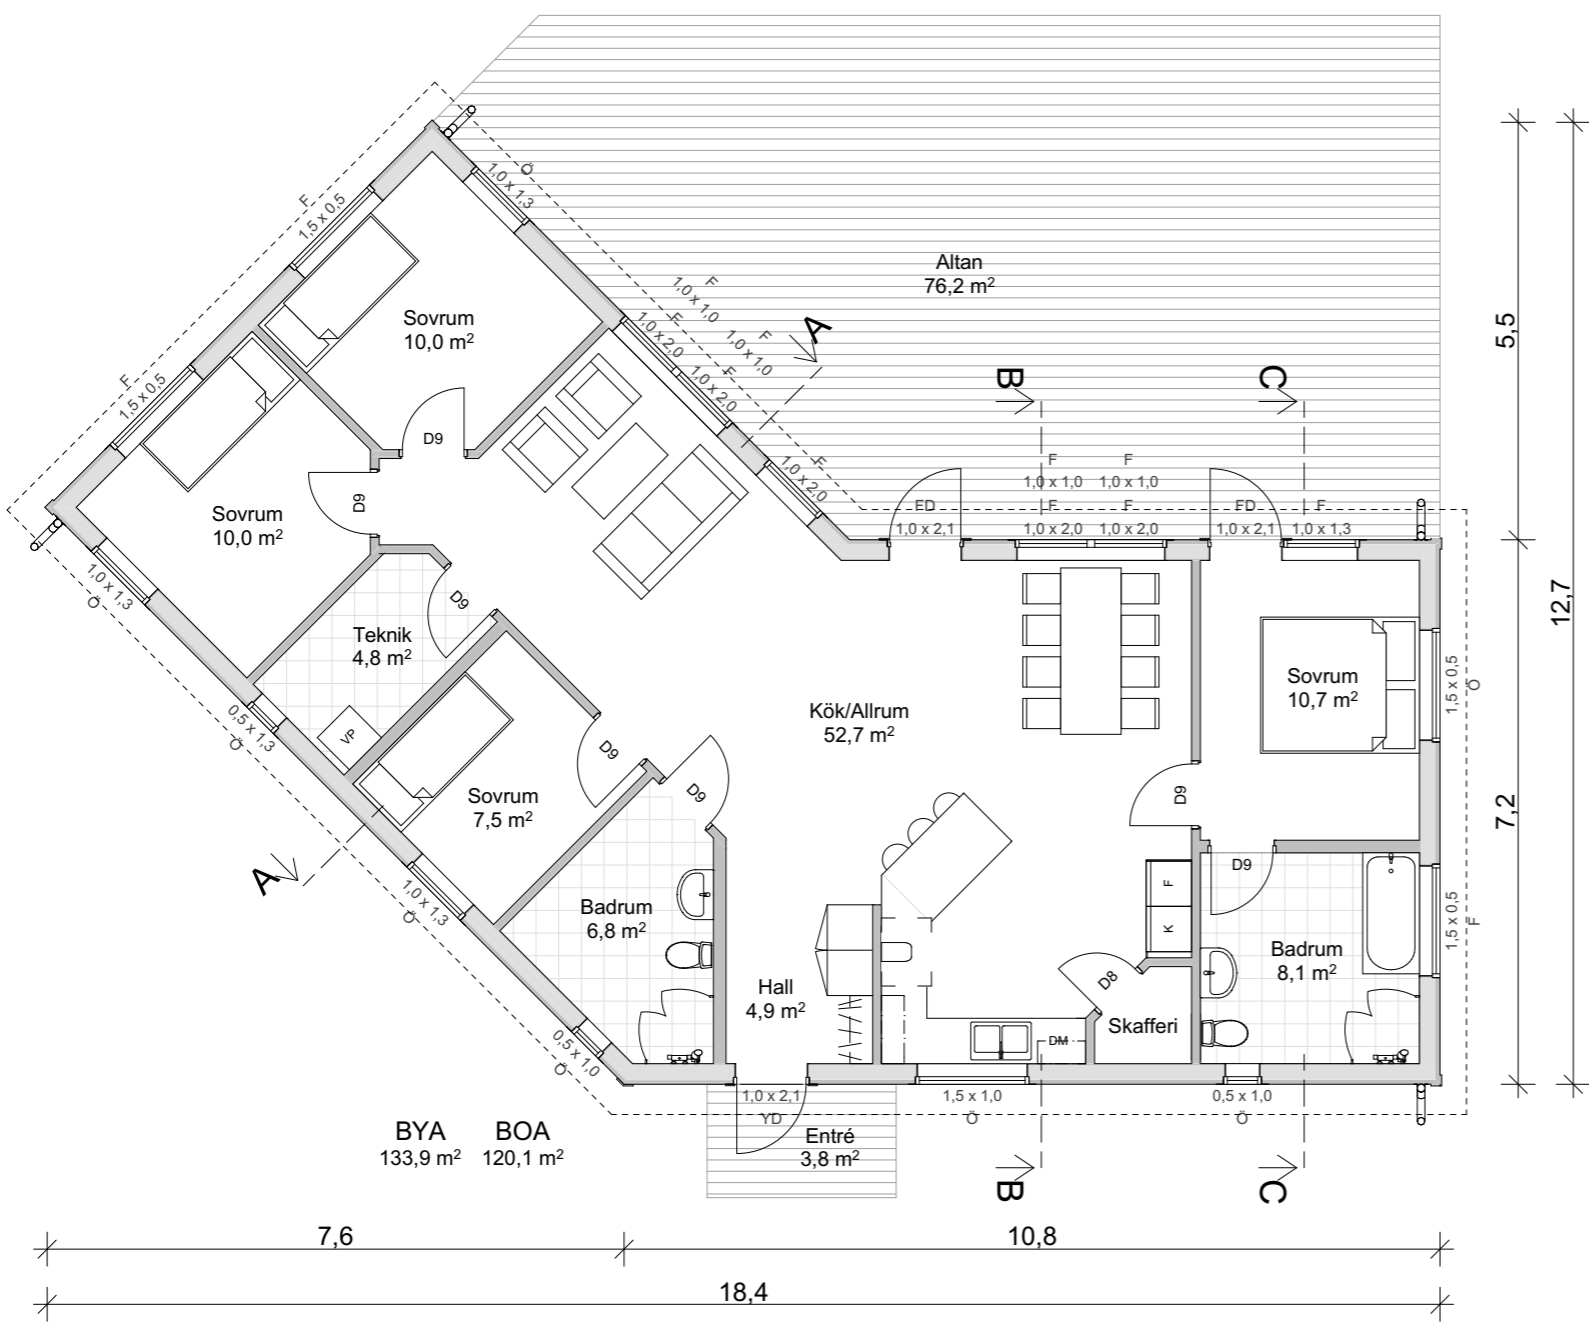 1,0 x 1,3
Ö
F
1,5 x 0,5
F
1,5 x 0,5
Altan
76,2 m²
F
1,0 x 1,0
F
1,0 x 1,0
F
1,0 x 2,0
F
1,0 x 2,0
F
1,0 x 2,0
A
B
C
Sovrum
10,0 m²
D9
Sovrum
10,0 m²
D9
F F
1,0 x 1,0 1,0 x 1,0
FD F F FD F
1,0 x 2,1 1,0 x 2,0 1,0 x 2,0 1,0 x 2,1 1,0 x 1,3
5,5
12,7
7,2
1,0 x 1,3
Ö
Teknik
4,8 m²
D9
VP
0,5 x 1,3
Ö
Sovrum
7,5 m²
D9
Kök/Allrum
52,7 m²
Sovrum
10,7 m²
1,5 x 0,5
Ö
D9
D9
D9
A
1,0 x 1,3
Ö
Badrum
6,8 m²
F
K
Badrum
8,1 m²
1,5 x 0,5
F
Hall
4,9 m²
D8
Skafferi
DM
0,5 x 1,0
Ö
1,0 x 2,1
YD
1,5 x 1,0
Ö
0,5 x 1,0
Ö
Entré
3,8 m²
BYA BOA
133,9 m² 120,1 m²
B
C
7,6 10,8
18,4